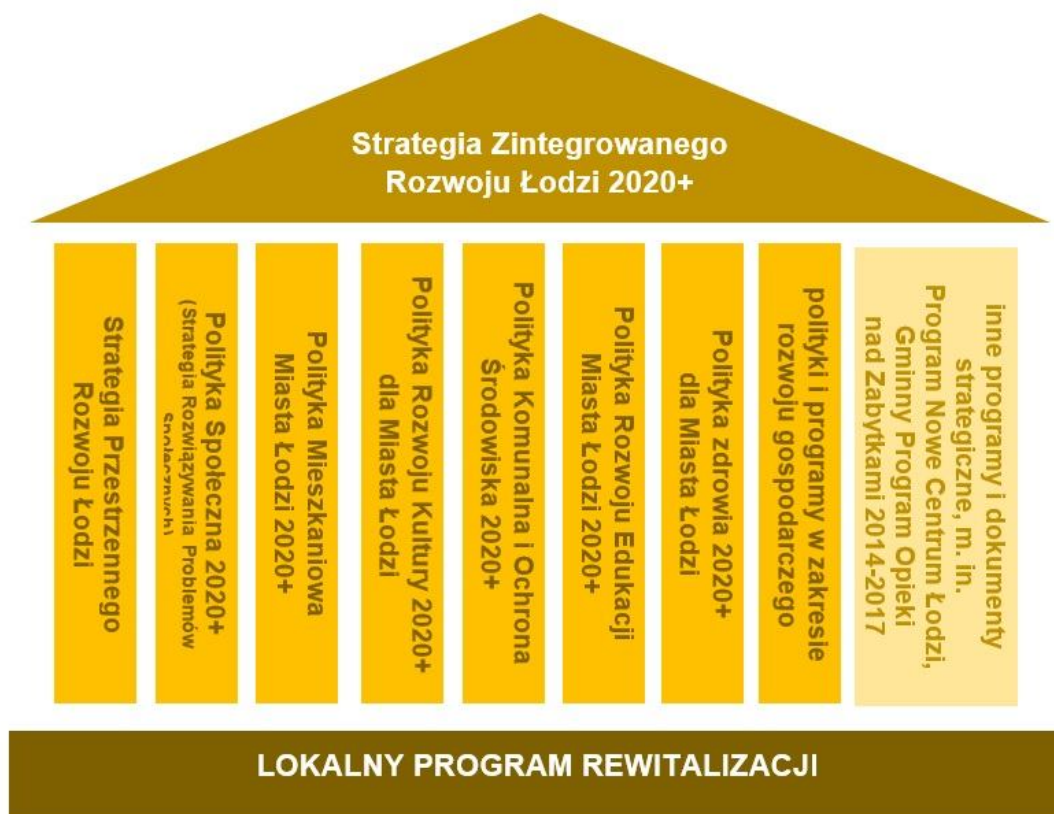 Strategia Zintegrowanego
Rozwoju Łodzi 2020+
Strategia Przestrzennego
Rozwoju Łodzi
Polityka Społeczna 2020+
(Strategia Rozwiązywania Problemów
Społecznych)
Polityka Mieszkaniowa
Miasta Łodzi 2020+
Polityka Rozwoju Kultury 2020+
dla Miasta Łodzi
Polityka Komunalna i Ochrona
Środowiska 2020+
Polityka Rozwoju Edukacji
Miasta Łodzi 2020+
Polityka zdrowia 2020+
dla Miasta Łodzi
polityki i programy w zakresie
rozwoju gospodarczego
inne programy i dokumenty
strategiczne, m. in.
Program Nowe Centrum Łodzi,
Gminny Program Opieki
nad Zabytkami 2014-2017
LOKALNY PROGRAM REWITALIZACJI